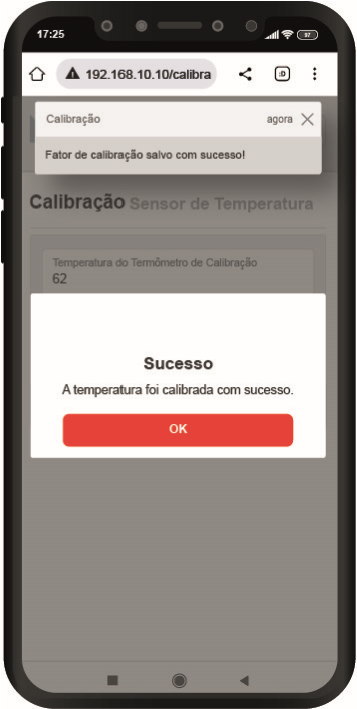 17:25
97
192.168.10.10/calibra
:D
Calibração
agora
Fator de calibração salvo com sucesso!
Calibração Sensor de Temperatura
Temperatura do Termômetro de Calibração
62
Sucesso
A temperatura foi calibrada com sucesso.
OK